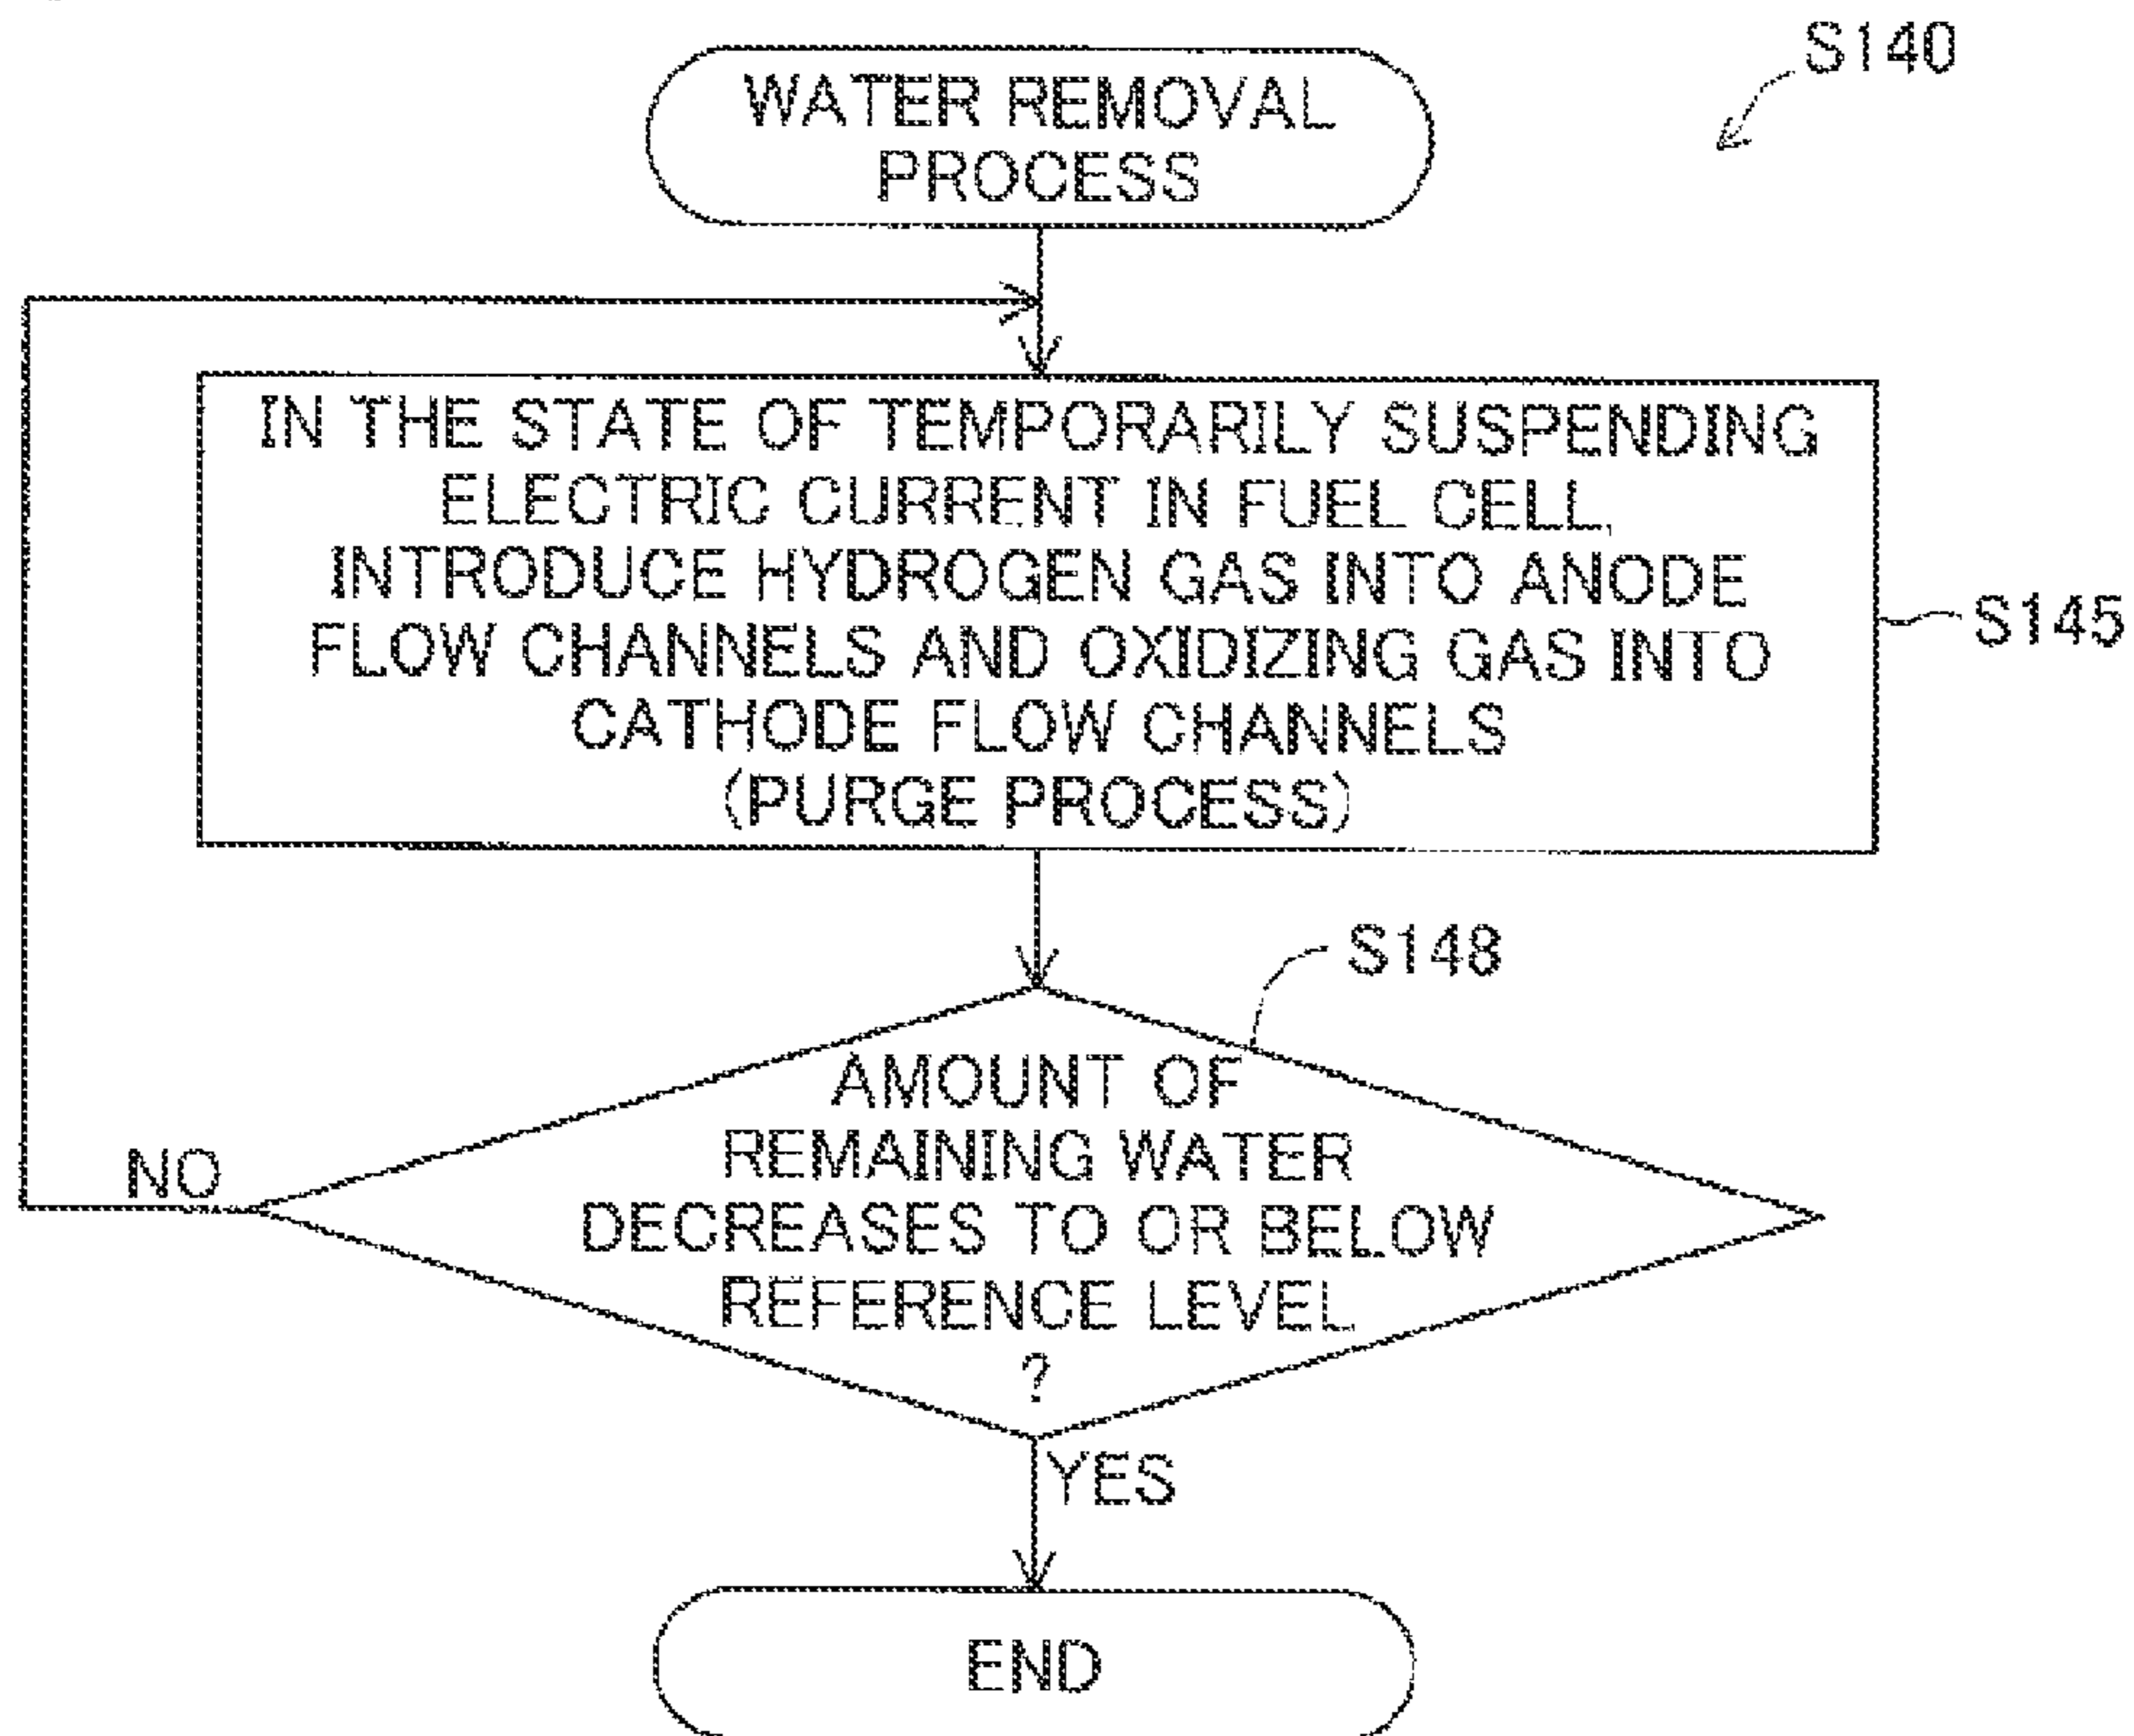 S140
WATER REMOVAL
PROCESS
IN THE STATE OF TEMPORARILY SUSPENDING
ELECTRIC CURRENT IN FUEL CELL,
INTRODUCE HYDROGEN GAS INTO ANODE
FLOW CHANNELS AND OXIDIZING GAS INTO
CATHODE FLOW CHANNELS
(PURGE PROCESS)
S145
S148
AMOUNT OF
REMAINING WATER
DECREASES TO OR BELOW
REFERENCE LEVEL
?
NO
YES
END